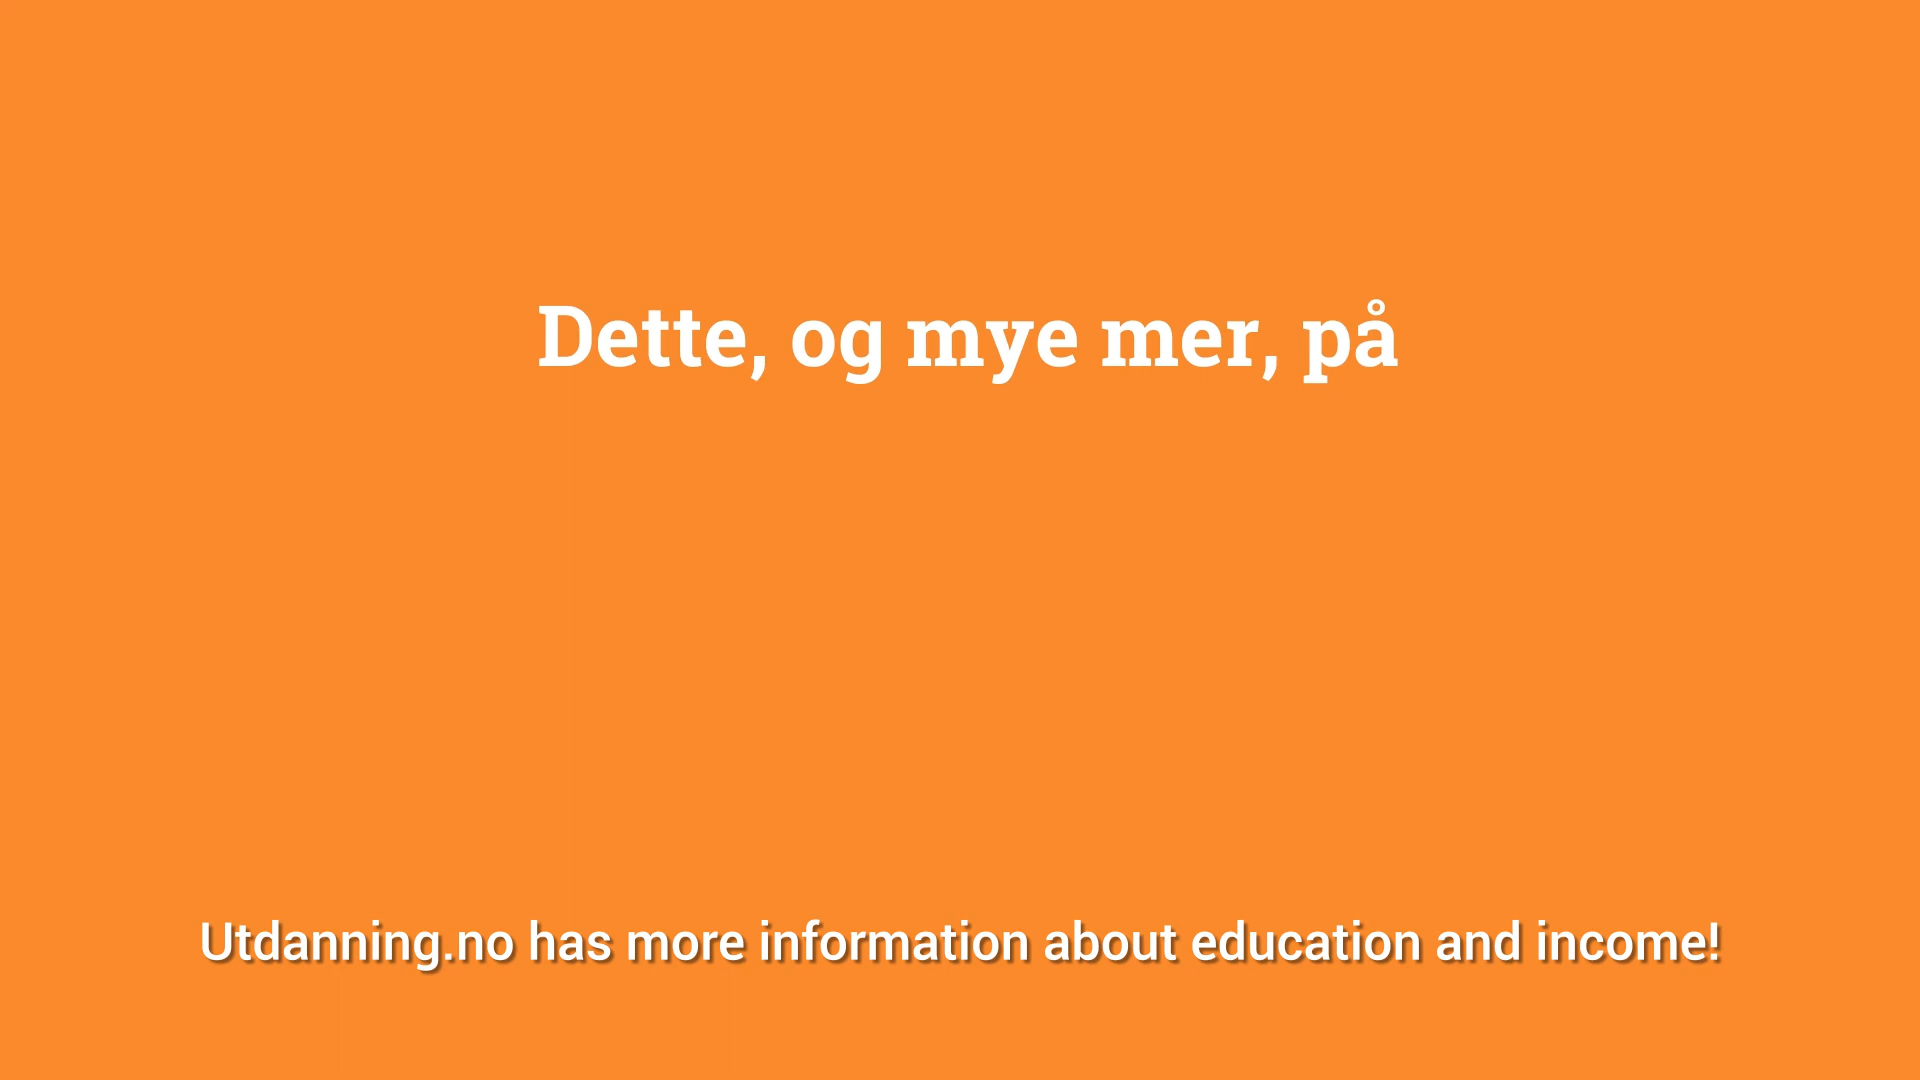 Dette, og mye mer, på
Utdanning.no has more information about education and income!